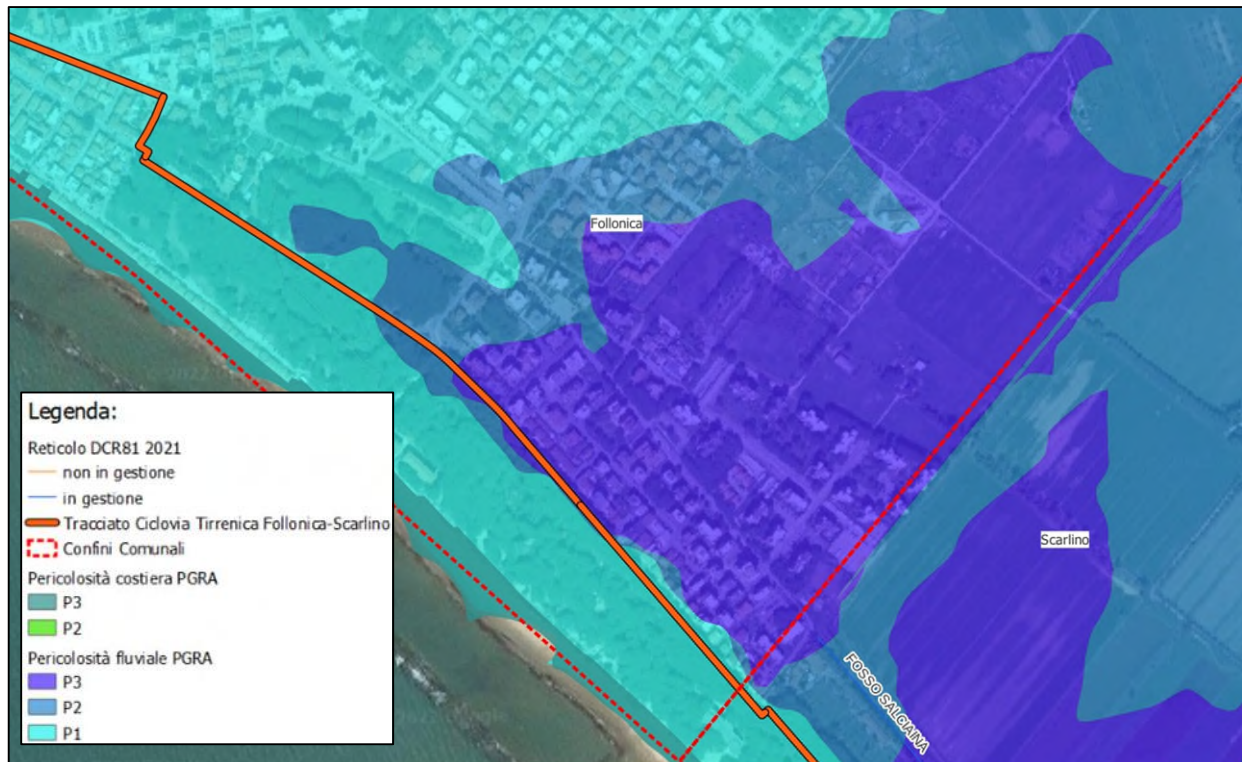 Follonica
Scarlino
FOSSO SALCIAINA
Legenda:
Reticolo DCR81 2021
non in gestione
in gestione
Tracciato Ciclovia Tirrenica Follonica-Scarlino
Confini Comunali
Pericolosità costiera PGRA
P3
P2
Pericolosità fluviale PGRA
P3
P2
P1